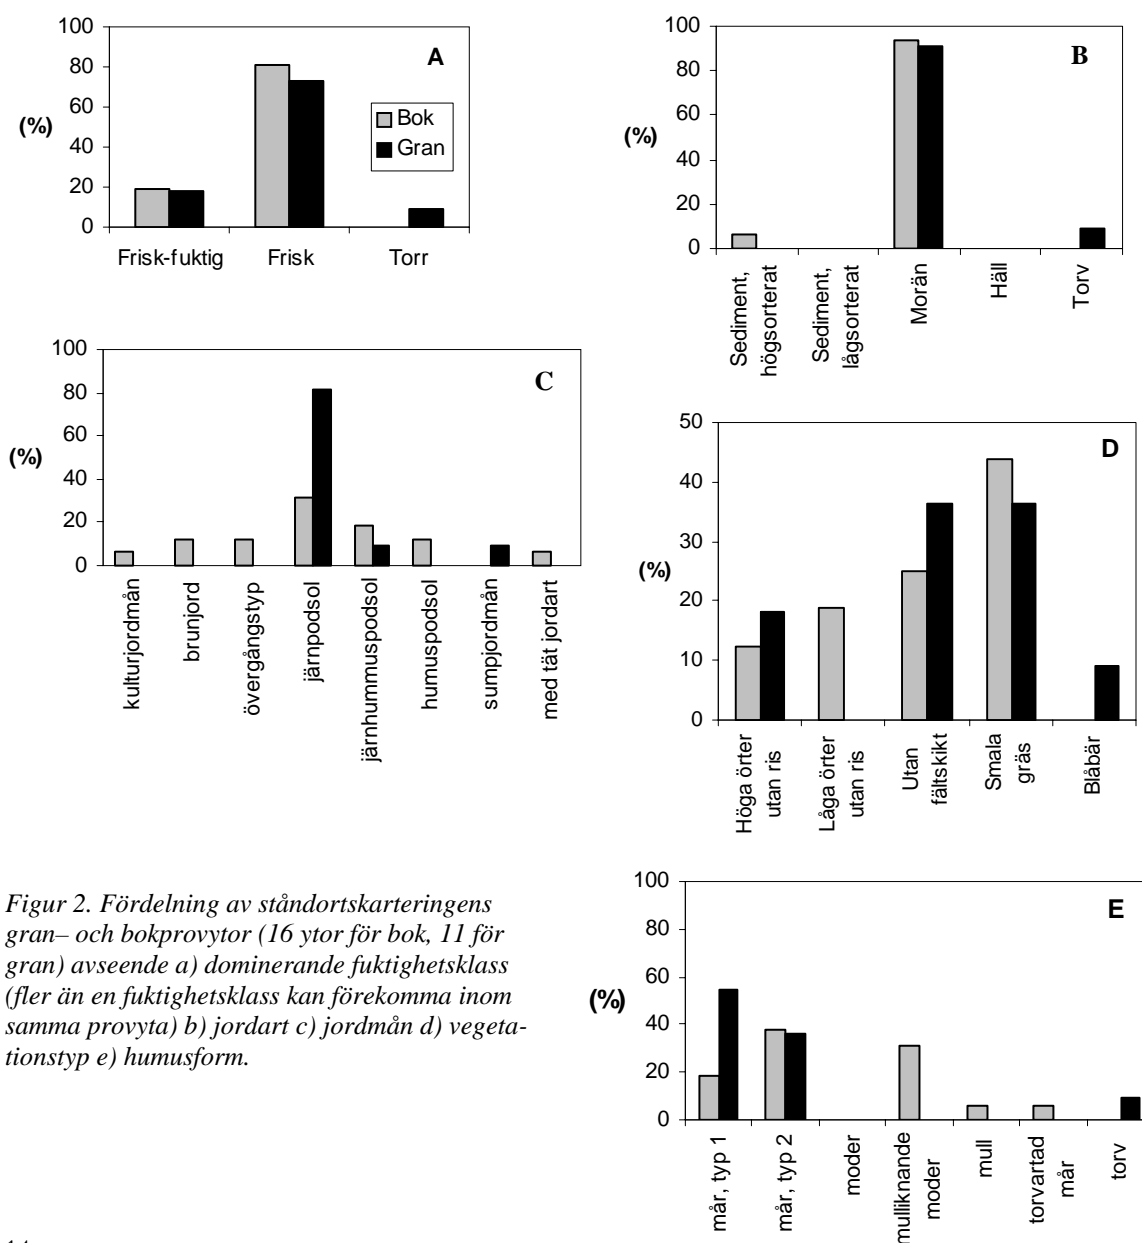 100
80
60
40
20
0
(%)
A
Bok
Gran
Frisk-fuktig Frisk Torr
100
80
60
40
20
0
(%)
B
Sediment,
högsorterat
Sediment,
lågsorterat
Morän
Häll
Torv
100
80
60
40
20
0
(%)
C
kulturjordmån
brunjord
övergångstyp
järnpodsol
järnhummuspodsol
humuspodsol
sumpjordmån
med tät jordart
50
40
30
20
10
0
(%)
D
Höga örter
utan ris
Låga örter
utan ris
Utan
fältskikt
Smala
gräs
Blåbär
Figur 2. Fördelning av ståndortskarteringens
gran– och bokprovytor (16 ytor för bok, 11 för
gran) avseende a) dominerande fuktighetsklass
(fler än en fuktighetsklass kan förekomma inom
samma provyta) b) jordart c) jordmån d) vegeta-
tionstyp e) humusform.
100
80
60
40
20
0
(%)
E
mår, typ 1
mår, typ 2
moder
mulliknande
moder
mull
torvartad
mår
torv